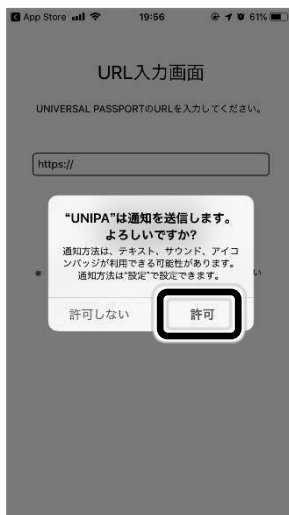 App Store 19:56 61%
URL入力画面
UNIVERSAL PASSPORTのURLを入力してください。
https://
“UNIPA”は通知を送信します。
よろしいですか?
通知方法は、テキスト、サウンド、アイコ
ンバッジが利用できる可能性があります。
通知方法は“設定”で設定できます。
* い
許可しない 許可